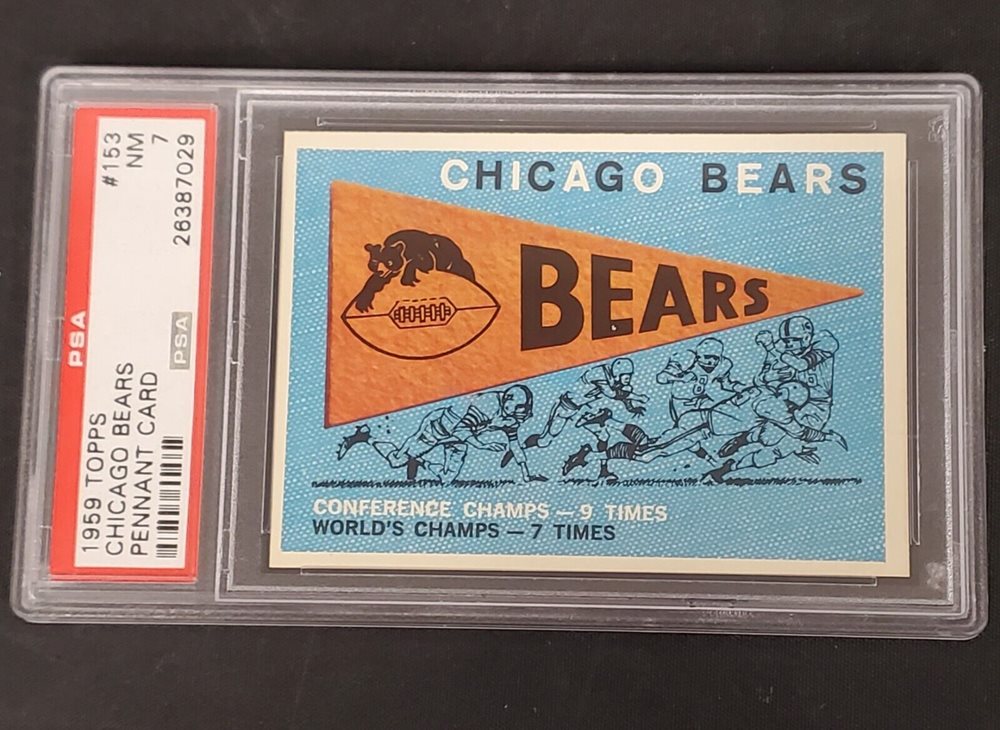 1959 TOPPS #153
CHICAGO BEARS NM 7
PENNANT CARD
PSA 26387029
PSA
CHICAGO BEARS
BEARS
CONFERENCE CHAMPS — 9 TIMES
WORLD'S CHAMPS — 7 TIMES